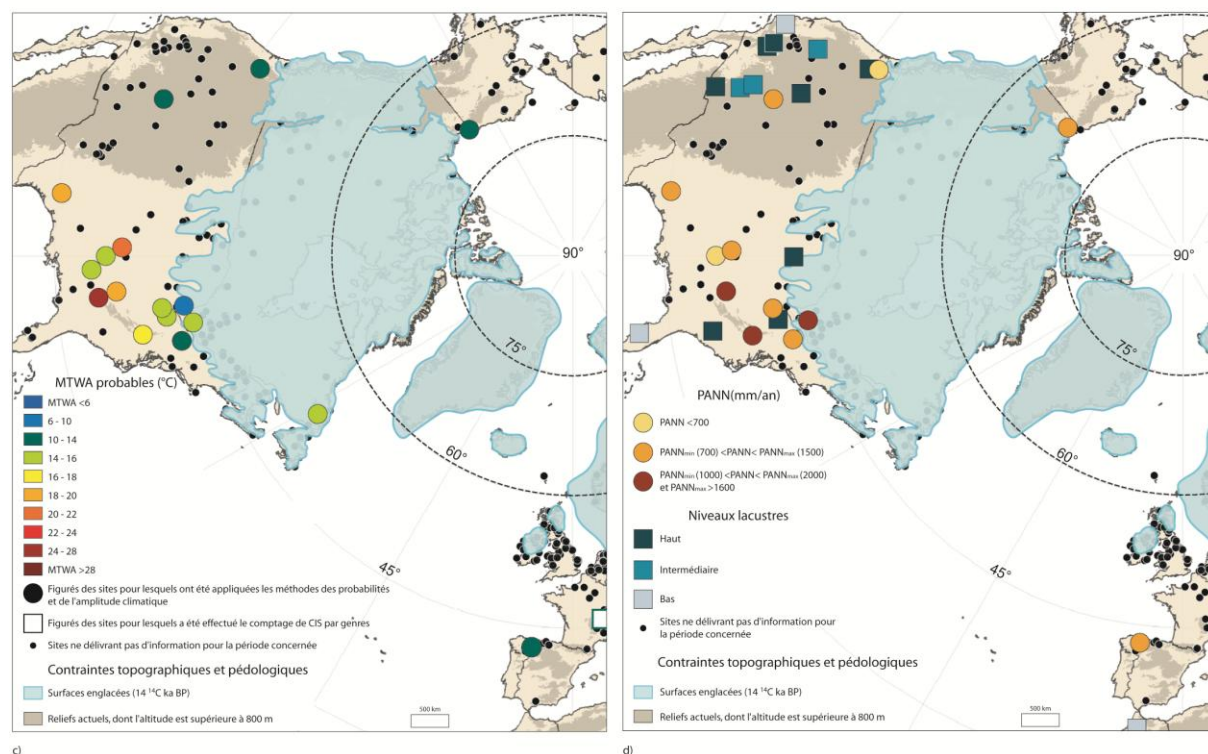 90°
75°
60°
45°
MTWA probables (°C)
MTWA <6
6 - 10
10 - 14
14 - 16
16 - 18
18 - 20
20 - 22
22 - 24
24 - 28
MTWA >28
Figurés des sites pour lesquels ont été appliquées les méthodes des probabilités
et de l'amplitude climatique
Figurés des sites pour lesquels a été effectué le comptage de CIS par genres
Sites ne délivrant pas d'information pour la période concernée
Contraintes topographiques et pédologiques
Surfaces englacées (14 ¹⁴C ka BP)
Reliefs actuels, dont l'altitude est supérieure à 800 m
500 km
c)
90°
75°
60°
45°
PANN(mm/an)
PANN <700
PANNmin (700) <PANN< PANNmax (1500)
PANNmin (1000) <PANN< PANNmax (2000)
et PANNmax >1600
Niveaux lacustres
Haut
Intermédiaire
Bas
Sites ne délivrant pas d'information pour
la période concernée
Contraintes topographiques et pédologiques
Surfaces englacées (14 ¹⁴C ka BP)
Reliefs actuels, dont l'altitude est supérieure à 800 m
500 km
d)